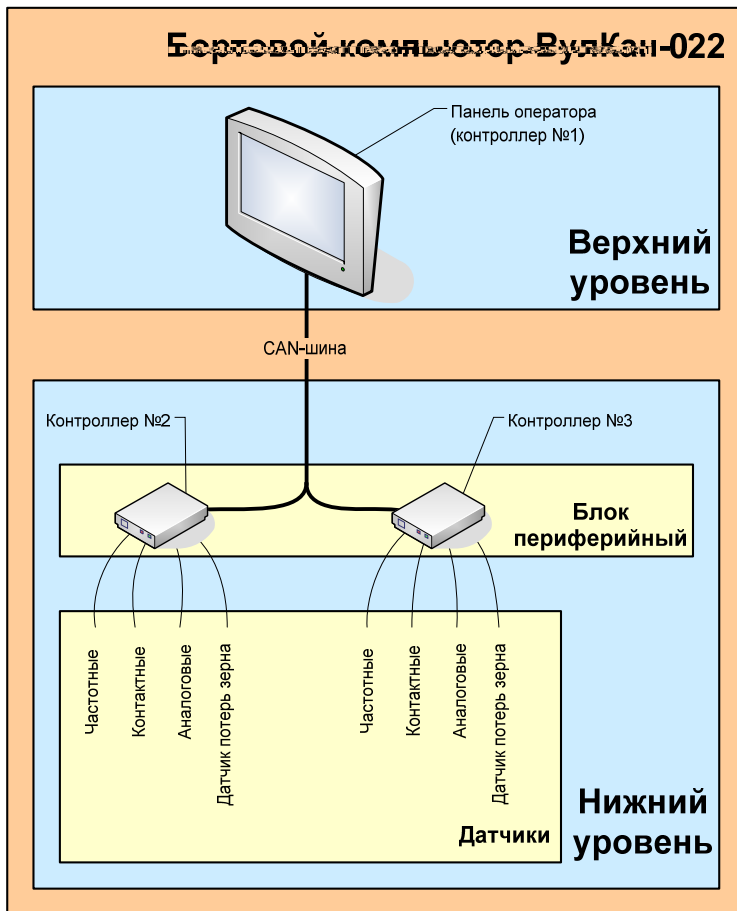 Бортовой компьютер ВулКан-022
Панель оператора
(контроллер №1)
Верхний
уровень
CAN-шина
Контроллер №2
Контроллер №3
Блок
периферийный
Частотные
Контактные
Аналоговые
Датчик потерь зерна
Частотные
Контактные
Аналоговые
Датчик потерь зерна
Датчики
Нижний
уровень